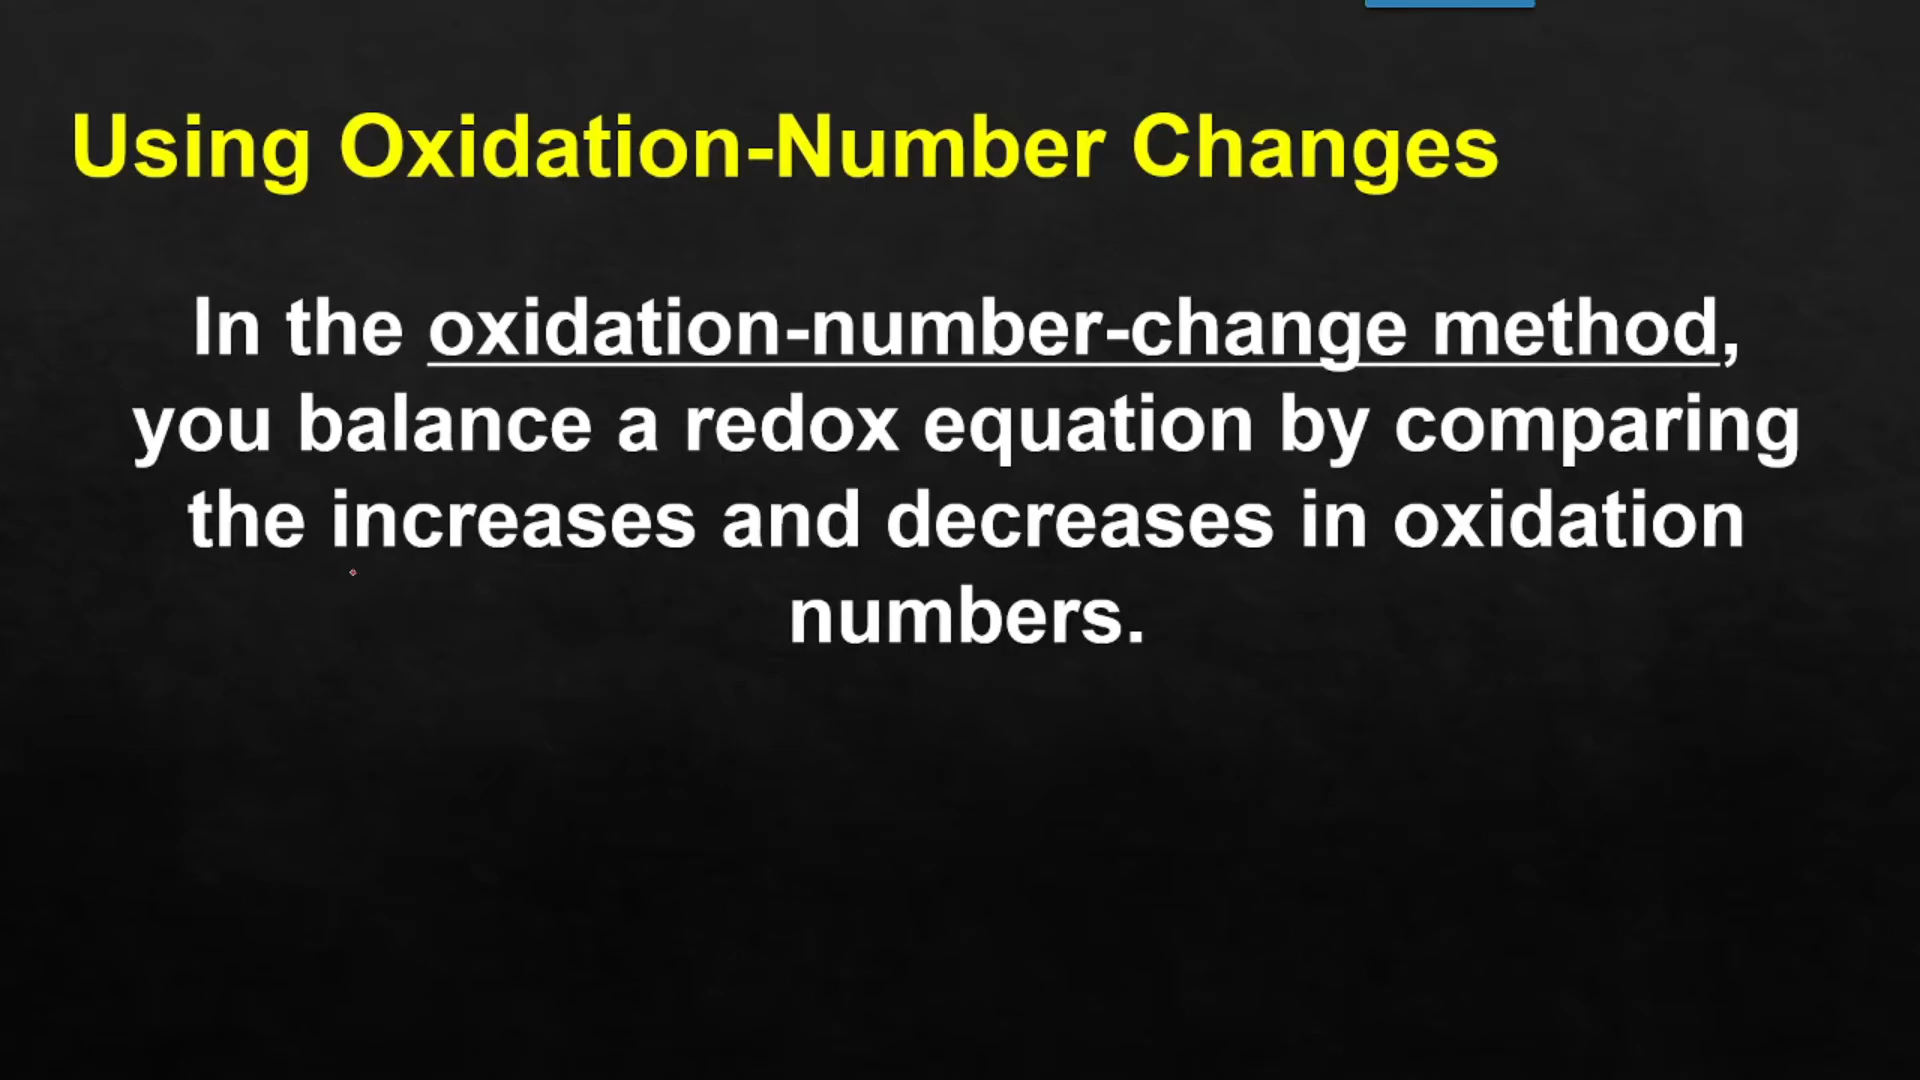 Using Oxidation-Number Changes
In the oxidation-number-change method,
you balance a redox equation by comparing
the increases and decreases in oxidation
numbers.